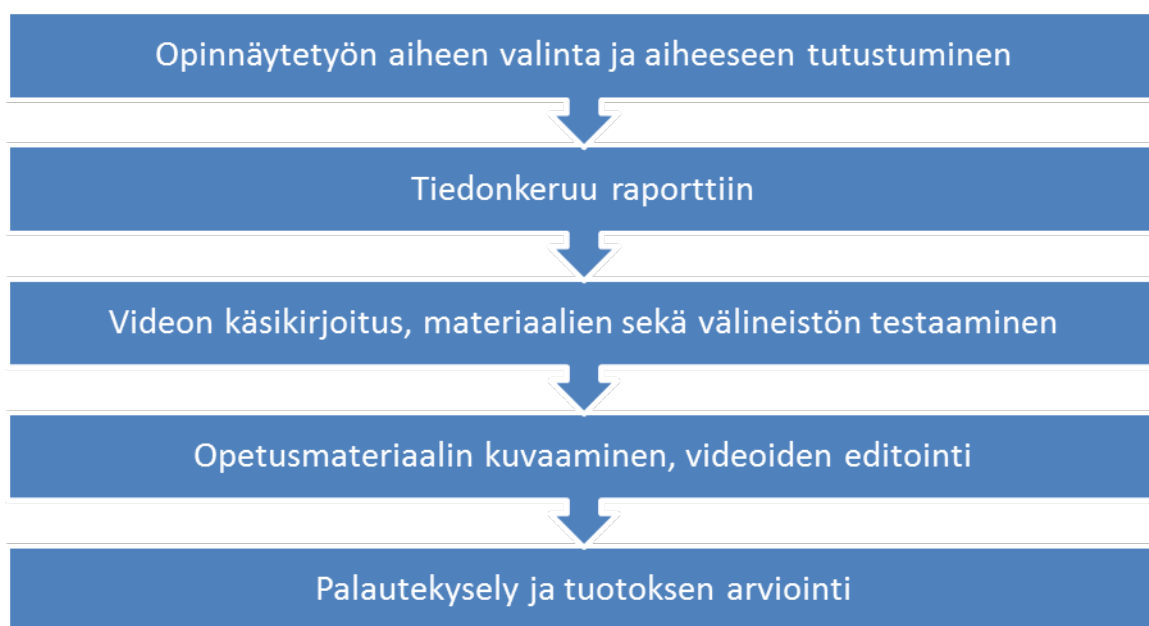 Opinnäytetyön aiheen valinta ja aiheeseen tutustuminen
Tiedonkeruu raporttiin
Videon käsikirjoitus, materiaalien sekä välineistön testaaminen
Opetusmateriaalin kuvaaminen, videoiden editointi
Palautekysely ja tuotoksen arviointi